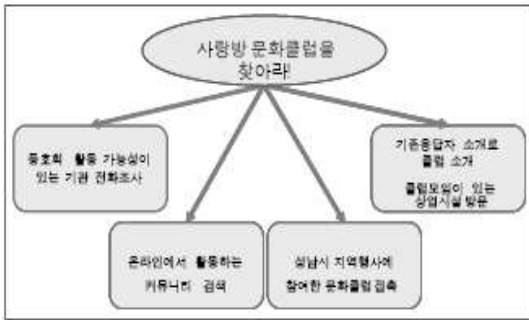 사랑방 문화클럽을
찾아라!
동호회 활동 가능성이
있는 기관 전화조사
온라인에서 활동하는
커뮤니티 검색
성남시 지역행사에
참여한 문화클럽 접촉
기존응답자 소개로
클럽 소개
클럽모임이 있는
상업시설 방문